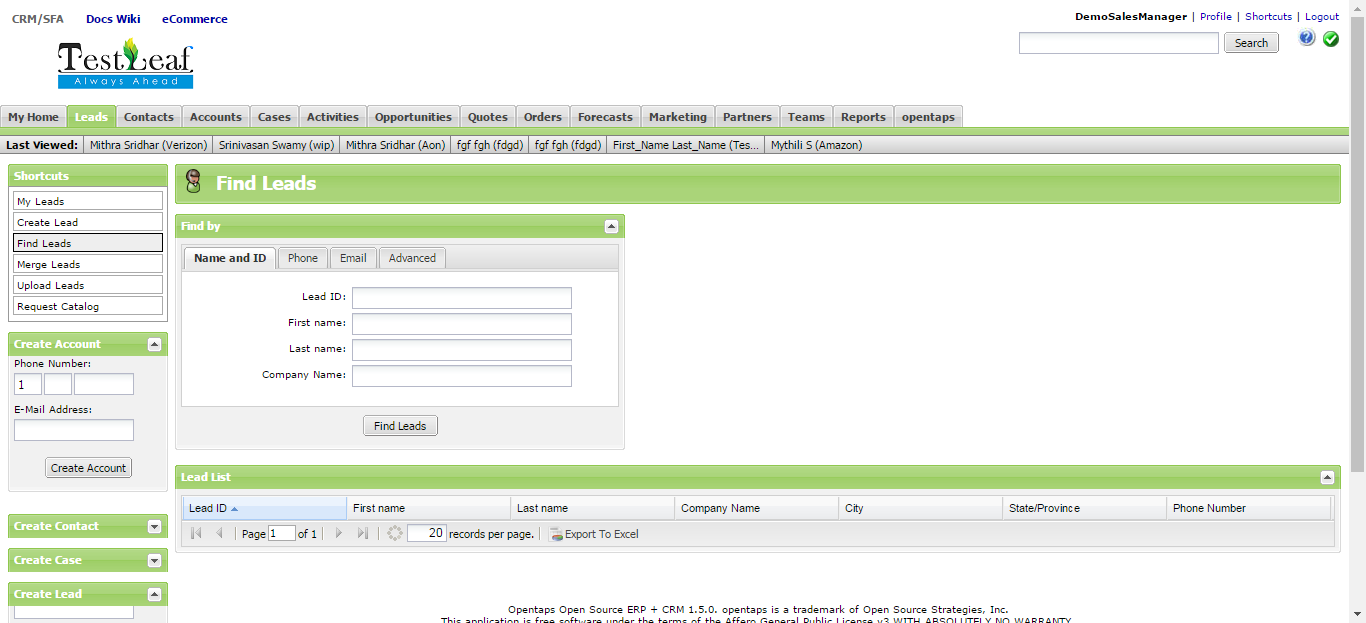 CRM/SFA Docs Wiki eCommerce
DemoSalesManager | Profile | Shortcuts | Logout
Search
TestLeaf
Always Ahead
My Home Leads Contacts Accounts Cases Activities Opportunities Quotes Orders Forecasts Marketing Partners Teams Reports opentaps
Last Viewed: Mithra Sridhar (Verizon) Srinivasan Swamy (wip) Mithra Sridhar (Aon) fgf fgh (fdgd) fgf fgh (fdgd) First_Name Last_Name (Tes... Mythili S (Amazon)
Shortcuts
My Leads
Create Lead
Find Leads
Merge Leads
Upload Leads
Request Catalog
Create Account
Phone Number:
1
E-Mail Address:
Create Account
Create Contact
Create Case
Create Lead
Find Leads
Find by
Name and ID Phone Email Advanced
Lead ID:
First name:
Last name:
Company Name:
Find Leads
Lead List
Lead ID First name Last name Company Name City State/Province Phone Number
Page 1 of 1 20 records per page. Export To Excel
Opentaps Open Source ERP + CRM 1.5.0. opentaps is a trademark of Open Source Strategies, Inc.
This application is free software under the terms of the Affero General Public License v3 WITH ABSOLUTELY NO WARRANTY